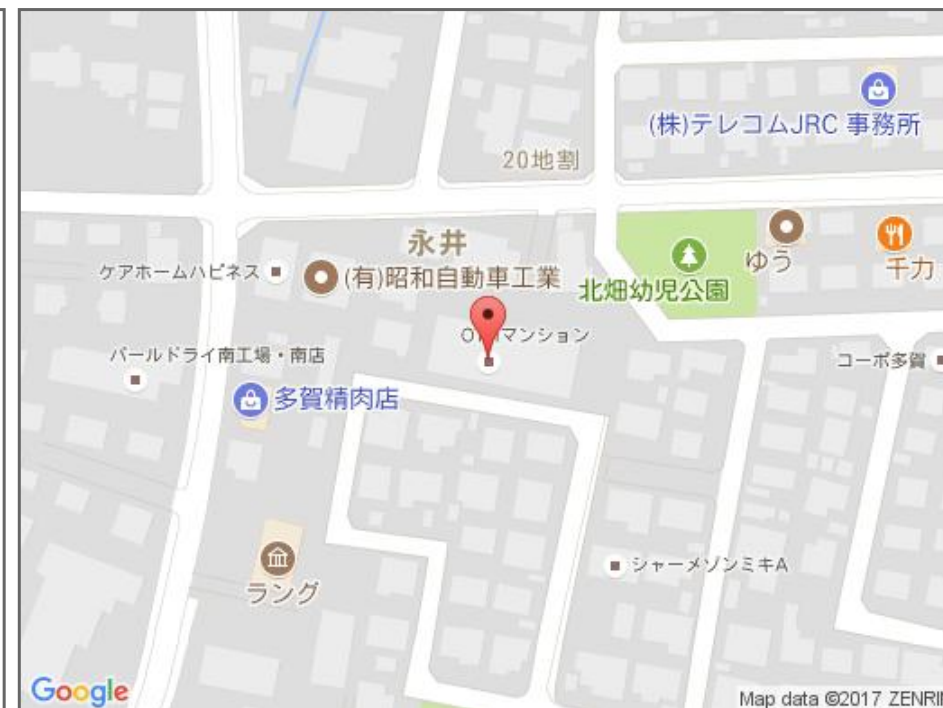 (株)テレコムJRC 事務所
20地割
永井
ケアホームハピネス
(有)昭和自動車工業
北畑幼児公園
ゆう
千力
マンション
パールドライ南工場・南店
コーポ多賀
多賀精肉店
シャーメゾンミキA
ラング
Google
Map data ©2017 ZENRIN